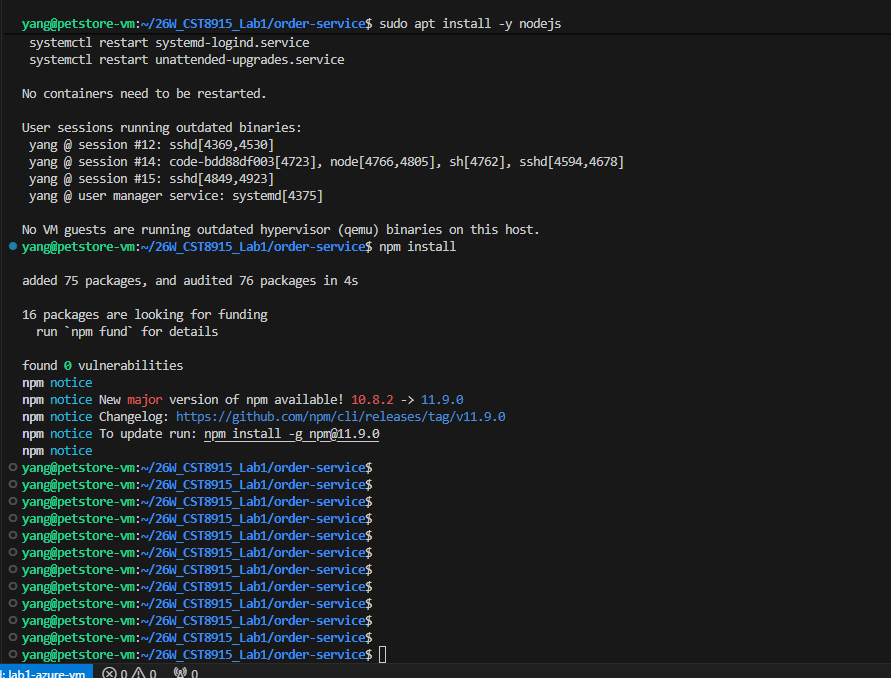 yang@petstore-vm:~/26W_CST8915_Lab1/order-service$ sudo apt install -y nodejs
systemctl restart systemd-logind.service
systemctl restart unattended-upgrades.service
No containers need to be restarted.
User sessions running outdated binaries:
yang @ session #12: sshd[4369,4530]
yang @ session #14: code-bdd88df003[4723], node[4766,4805], sh[4762], sshd[4594,4678]
yang @ session #15: sshd[4849,4923]
yang @ user manager service: systemd[4375]
No VM guests are running outdated hypervisor (qemu) binaries on this host.
yang@petstore-vm:~/26W_CST8915_Lab1/order-service$ npm install
added 75 packages, and audited 76 packages in 4s
16 packages are looking for funding
run `npm fund` for details
found 0 vulnerabilities
npm notice
npm notice New major version of npm available! 10.8.2 -> 11.9.0
npm notice Changelog: https://github.com/npm/cli/releases/tag/v11.9.0
npm notice To update run: npm install -g npm@11.9.0
npm notice
yang@petstore-vm:~/26W_CST8915_Lab1/order-service$
yang@petstore-vm:~/26W_CST8915_Lab1/order-service$
yang@petstore-vm:~/26W_CST8915_Lab1/order-service$
yang@petstore-vm:~/26W_CST8915_Lab1/order-service$
yang@petstore-vm:~/26W_CST8915_Lab1/order-service$
yang@petstore-vm:~/26W_CST8915_Lab1/order-service$
yang@petstore-vm:~/26W_CST8915_Lab1/order-service$
yang@petstore-vm:~/26W_CST8915_Lab1/order-service$
yang@petstore-vm:~/26W_CST8915_Lab1/order-service$
yang@petstore-vm:~/26W_CST8915_Lab1/order-service$
yang@petstore-vm:~/26W_CST8915_Lab1/order-service$
yang@petstore-vm:~/26W_CST8915_Lab1/order-service$
: lab1-azure-vm 0 0 0